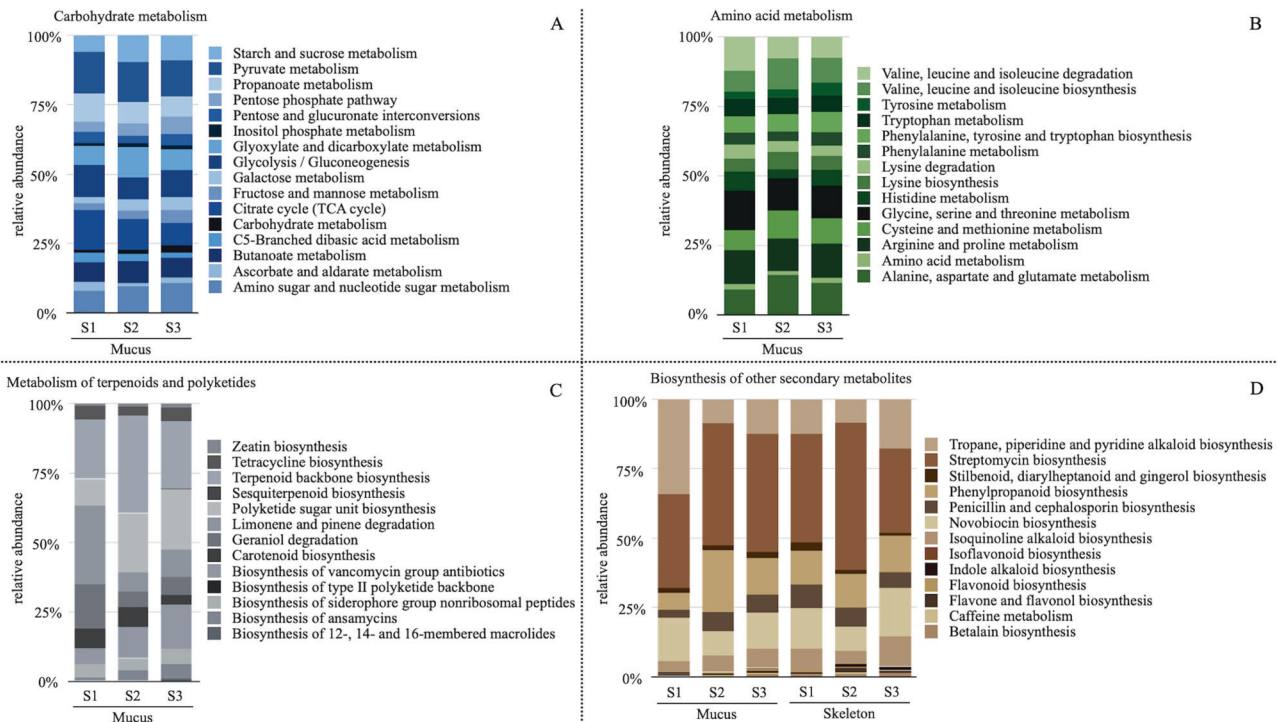 Carbohydrate metabolism
A
100%
75%
50%
25%
0%
relative abundance
S1 S2 S3
Mucus
Starch and sucrose metabolism
Pyruvate metabolism
Propanoate metabolism
Pentose phosphate pathway
Pentose and glucuronate interconversions
Inositol phosphate metabolism
Glyoxylate and dicarboxylate metabolism
Glycolysis / Gluconeogenesis
Galactose metabolism
Fructose and mannose metabolism
Citrate cycle (TCA cycle)
Carbohydrate metabolism
C5-Branched dibasic acid metabolism
Butanoate metabolism
Ascorbate and aldarate metabolism
Amino sugar and nucleotide sugar metabolism
Amino acid metabolism
B
100%
75%
50%
25%
0%
relative abundance
S1 S2 S3
Mucus
Valine, leucine and isoleucine degradation
Valine, leucine and isoleucine biosynthesis
Tyrosine metabolism
Tryptophan metabolism
Phenylalanine, tyrosine and tryptophan biosynthesis
Phenylalanine metabolism
Lysine degradation
Lysine biosynthesis
Histidine metabolism
Glycine, serine and threonine metabolism
Cysteine and methionine metabolism
Arginine and proline metabolism
Amino acid metabolism
Alanine, aspartate and glutamate metabolism
Metabolism of terpenoids and polyketides
C
100%
75%
50%
25%
0%
relative abundance
S1 S2 S3
Mucus
Zeatin biosynthesis
Tetracycline biosynthesis
Terpenoid backbone biosynthesis
Sesquiterpenoid biosynthesis
Polyketide sugar unit biosynthesis
Limonene and pinene degradation
Geraniol degradation
Carotenoid biosynthesis
Biosynthesis of vancomycin group antibiotics
Biosynthesis of type II polyketide backbone
Biosynthesis of siderophore group nonribosomal peptides
Biosynthesis of ansamycins
Biosynthesis of 12-, 14- and 16-membered macrolides
Biosynthesis of other secondary metabolites
D
100%
75%
50%
25%
0%
relative abundance
S1 S2 S3 S1 S2 S3
Mucus Skeleton
Tropane, piperidine and pyridine alkaloid biosynthesis
Streptomycin biosynthesis
Stilbenoid, diarylheptanoid and gingerol biosynthesis
Phenylpropanoid biosynthesis
Penicillin and cephalosporin biosynthesis
Novobiocin biosynthesis
Isoquinoline alkaloid biosynthesis
Isoflavonoid biosynthesis
Indole alkaloid biosynthesis
Flavonoid biosynthesis
Flavone and flavonol biosynthesis
Caffeine metabolism
Betalain biosynthesis